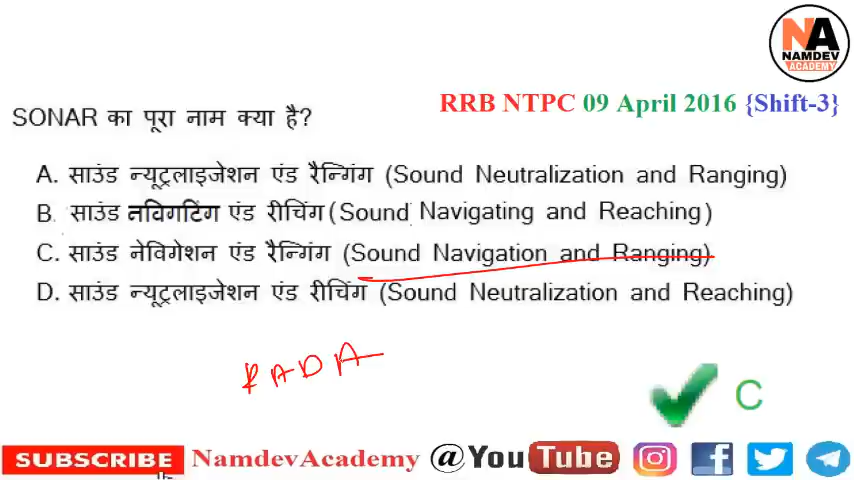 NA
NAMDEV
ACADEMY
RRB NTPC 09 April 2016 {Shift-3}
SONAR का पूरा नाम क्या है?
A. साउंड न्यूट्रलाइजेशन एंड रैन्गिंग (Sound Neutralization and Ranging)
B. साउंड नविगटिंग एंड रीचिंग (Sound Navigating and Reaching)
C. साउंड नेविगेशन एंड रैन्गिंग (Sound Navigation and Ranging)
D. साउंड न्यूट्रलाइजेशन एंड रीचिंग (Sound Neutralization and Reaching)
RADA
C
SUBSCRIBE NamdevAcademy @YouTube